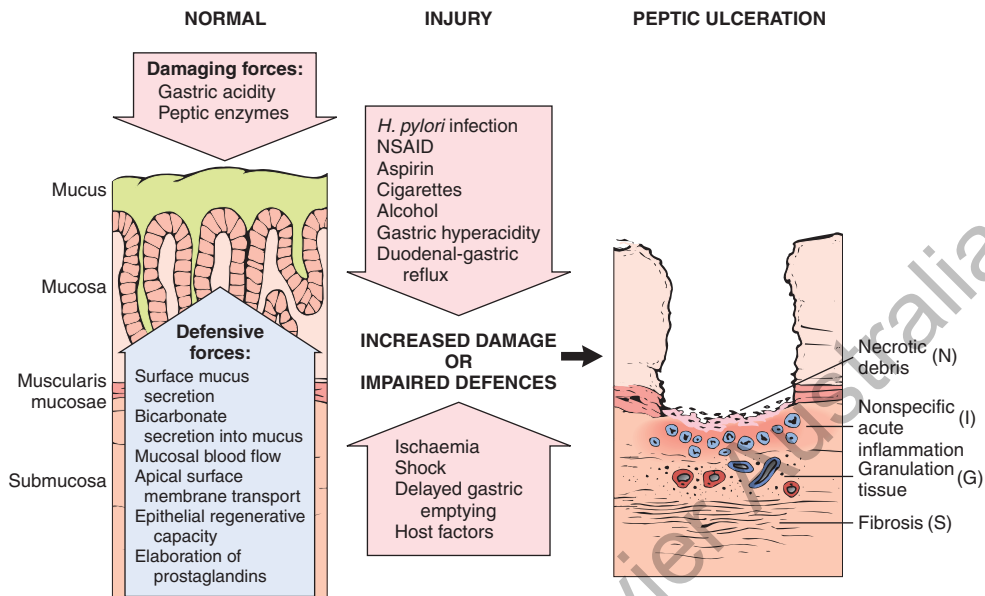 NORMAL
Damaging forces:
Gastric acidity
Peptic enzymes
Mucus
Mucosa
Muscularis
mucosae
Submucosa
Defensive
forces:
Surface mucus
secretion
Bicarbonate
secretion into mucus
Mucosal blood flow
Apical surface
membrane transport
Epithelial regenerative
capacity
Elaboration of
prostaglandins
INJURY
H. pylori infection
NSAID
Aspirin
Cigarettes
Alcohol
Gastric hyperacidity
Duodenal-gastric
reflux
INCREASED DAMAGE
OR
IMPAIRED DEFENCES
Ischaemia
Shock
Delayed gastric
emptying
Host factors
PEPTIC ULCERATION
Necrotic (N)
debris
Nonspecific
acute (I)
inflammation
Granulation
tissue (G)
Fibrosis (S)
vier Australia